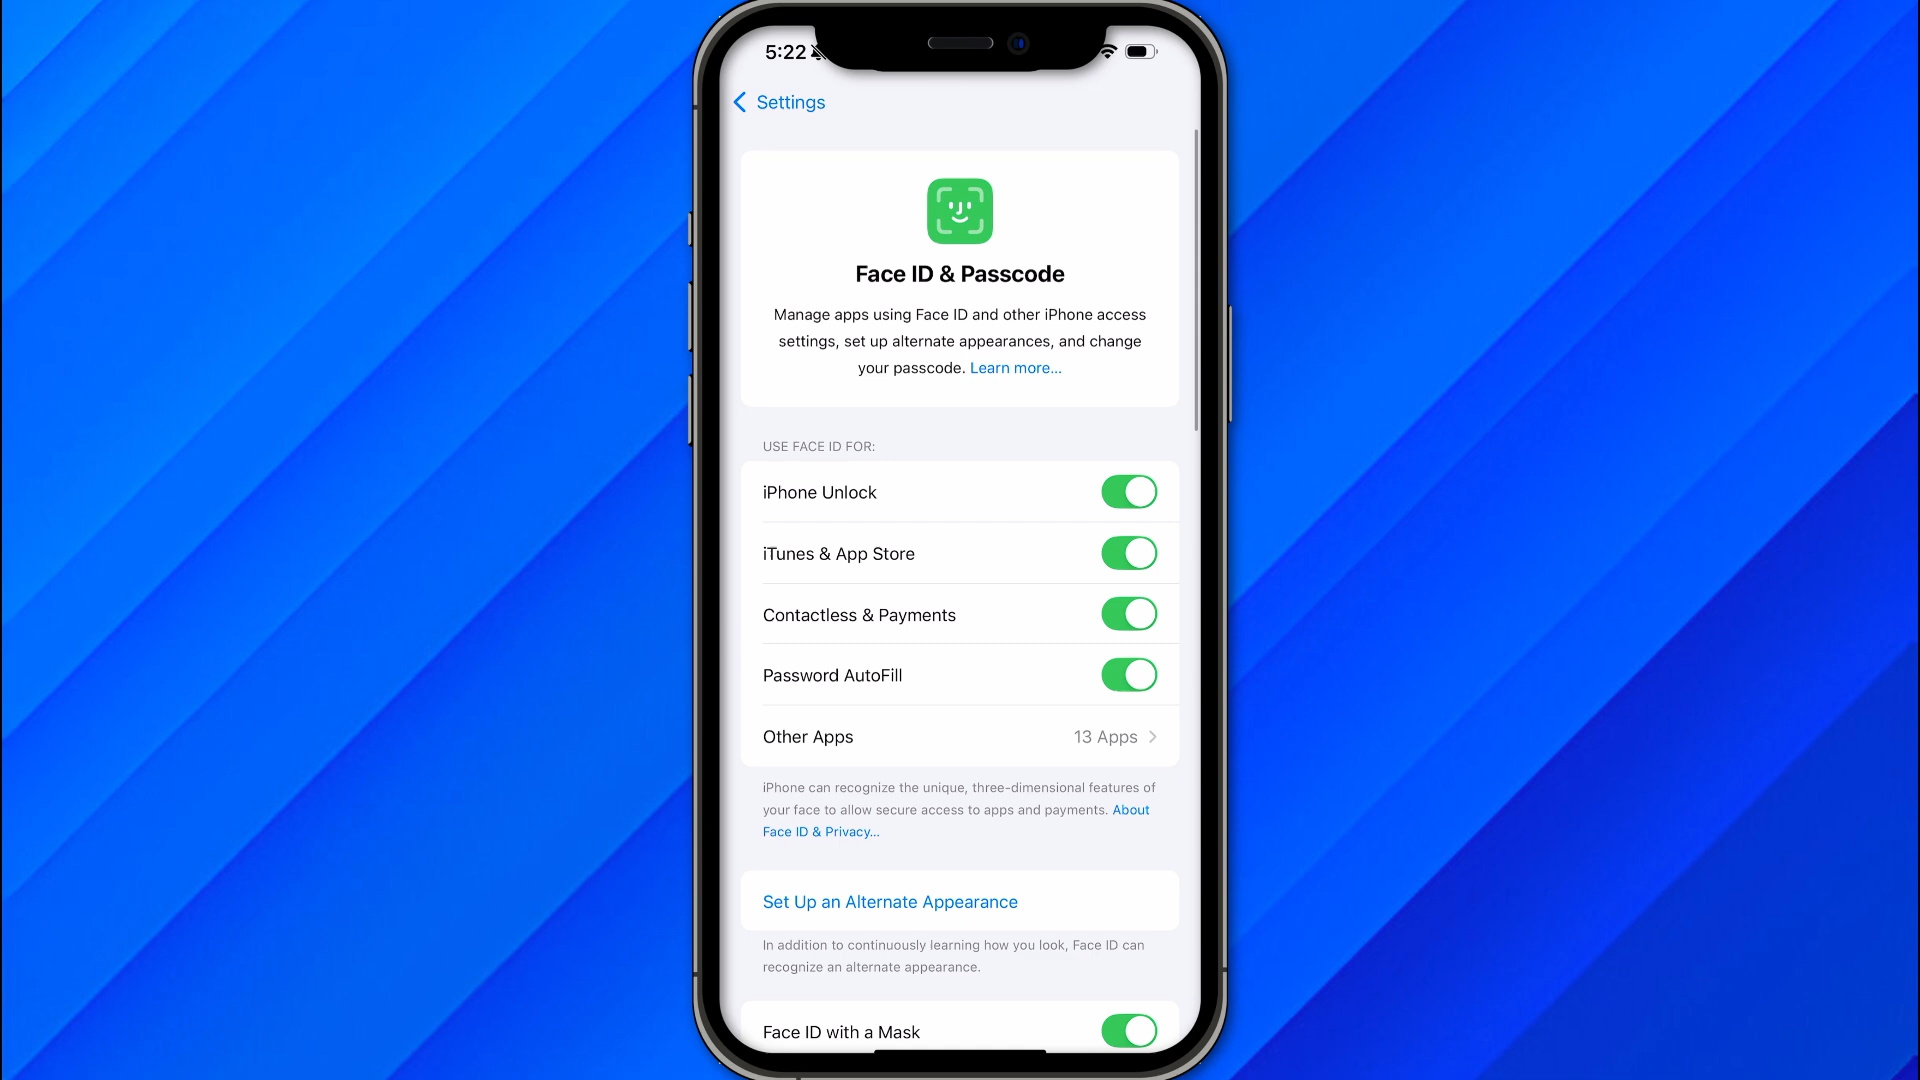 5:22
Settings
Face ID & Passcode
Manage apps using Face ID and other iPhone access
settings, set up alternate appearances, and change
your passcode. Learn more...
USE FACE ID FOR:
iPhone Unlock
iTunes & App Store
Contactless & Payments
Password AutoFill
Other Apps 13 Apps
iPhone can recognize the unique, three-dimensional features of
your face to allow secure access to apps and payments. About
Face ID & Privacy...
Set Up an Alternate Appearance
In addition to continuously learning how you look, Face ID can
recognize an alternate appearance.
Face ID with a Mask